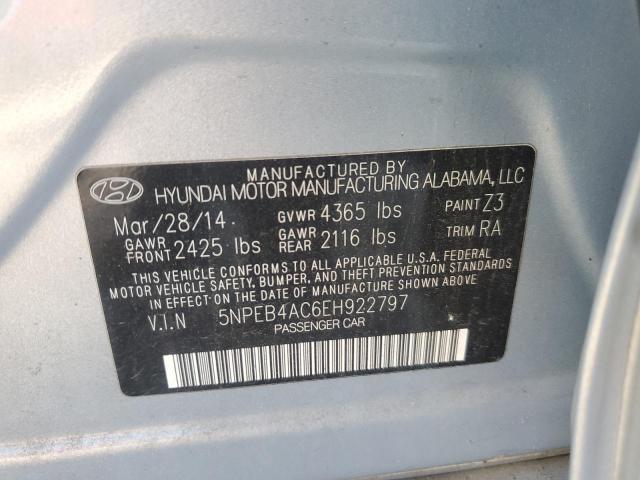 MANUFACTURED BY
HYUNDAI MOTOR MANUFACTURING ALABAMA, LLC
Mar/28/14. GVWR 4365 lbs PAINT Z3
GAWR FRONT 2425 lbs GAWR REAR 2116 lbs TRIM RA
THIS VEHICLE CONFORMS TO ALL APPLICABLE U.S.A. FEDERAL
MOTOR VEHICLE SAFETY, BUMPER, AND THEFT PREVENTION STANDARDS
IN EFFECT ON THE DATE OF MANUFACTURE SHOWN ABOVE
V.I.N 5NPEB4AC6EH922797
PASSENGER CAR